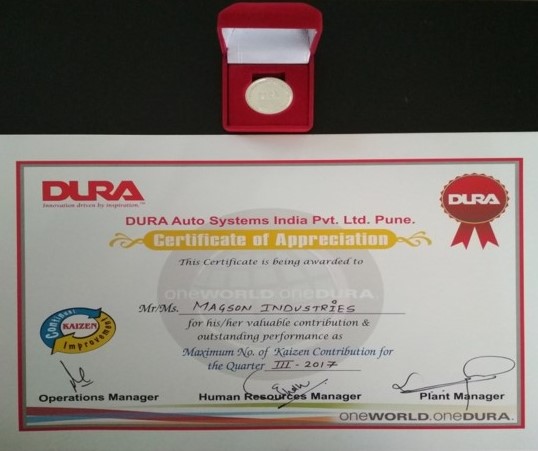 DURA
Innovation driven by inspiration™
DURA
DURA Auto Systems India Pvt. Ltd. Pune.
Certificate of Appreciation
This Certificate is being awarded to
oneWORLD oneDURA
Mr/Ms. MAGSON INDUSTRIES
for his/her valuable contribution &
outstanding performance as
Continual
KAIZEN
Improvement
Maximum No. of Kaizen Contribution for
the Quarter III - 2017
Operations Manager
Human Resources Manager
Plant Manager
oneWORLD.oneDURA.